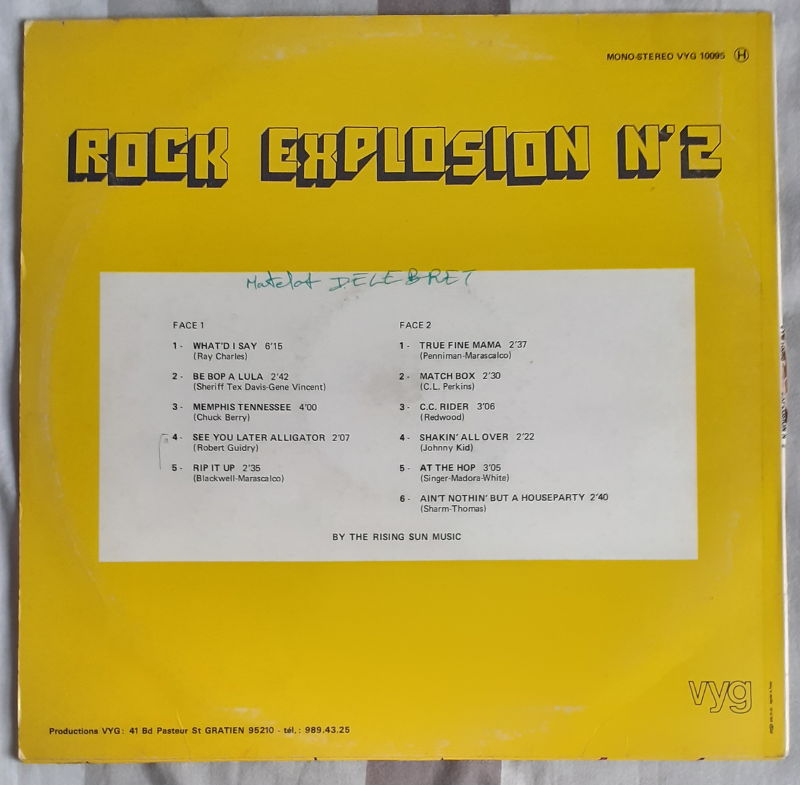 MONO-STEREO VYG 10095 H
ROCK EXPLOSION N°2
Matelot DELEBRET
FACE 1
1 - WHAT'D I SAY 6'15
(Ray Charles)
2 - BE BOP A LULA 2'42
(Sheriff Tex Davis-Gene Vincent)
3 - MEMPHIS TENNESSEE 4'00
(Chuck Berry)
4 - SEE YOU LATER ALLIGATOR 2'07
(Robert Guidry)
5 - RIP IT UP 2'35
(Blackwell-Marascalco)
FACE 2
1 - TRUE FINE MAMA 2'37
(Penniman-Marascalco)
2 - MATCH BOX 2'30
(C.L. Perkins)
3 - C.C. RIDER 3'06
(Redwood)
4 - SHAKIN' ALL OVER 2'22
(Johnny Kid)
5 - AT THE HOP 3'05
(Singer-Madora-White)
6 - AIN'T NOTHIN' BUT A HOUSEPARTY 2'40
(Sharm-Thomas)
BY THE RISING SUN MUSIC
vyg
Productions VYG : 41 Bd Pasteur St GRATIEN 95210 - tél. : 989.43.25